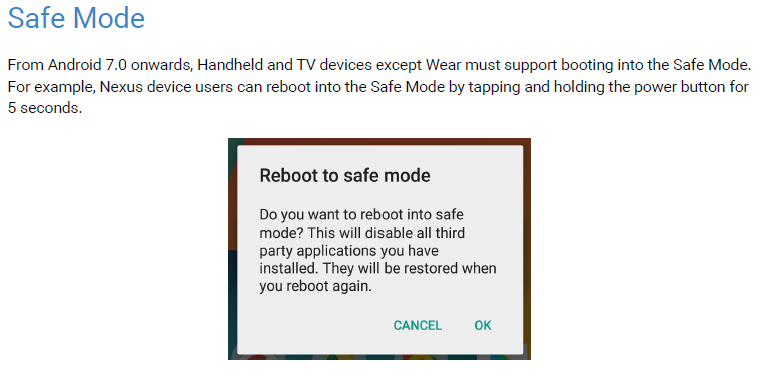 Safe Mode
From Android 7.0 onwards, Handheld and TV devices except Wear must support booting into the Safe Mode.
For example, Nexus device users can reboot into the Safe Mode by tapping and holding the power button for
5 seconds.
Reboot to safe mode
Do you want to reboot into safe
mode? This will disable all third
party applications you have
installed. They will be restored when
you reboot again.
CANCEL OK